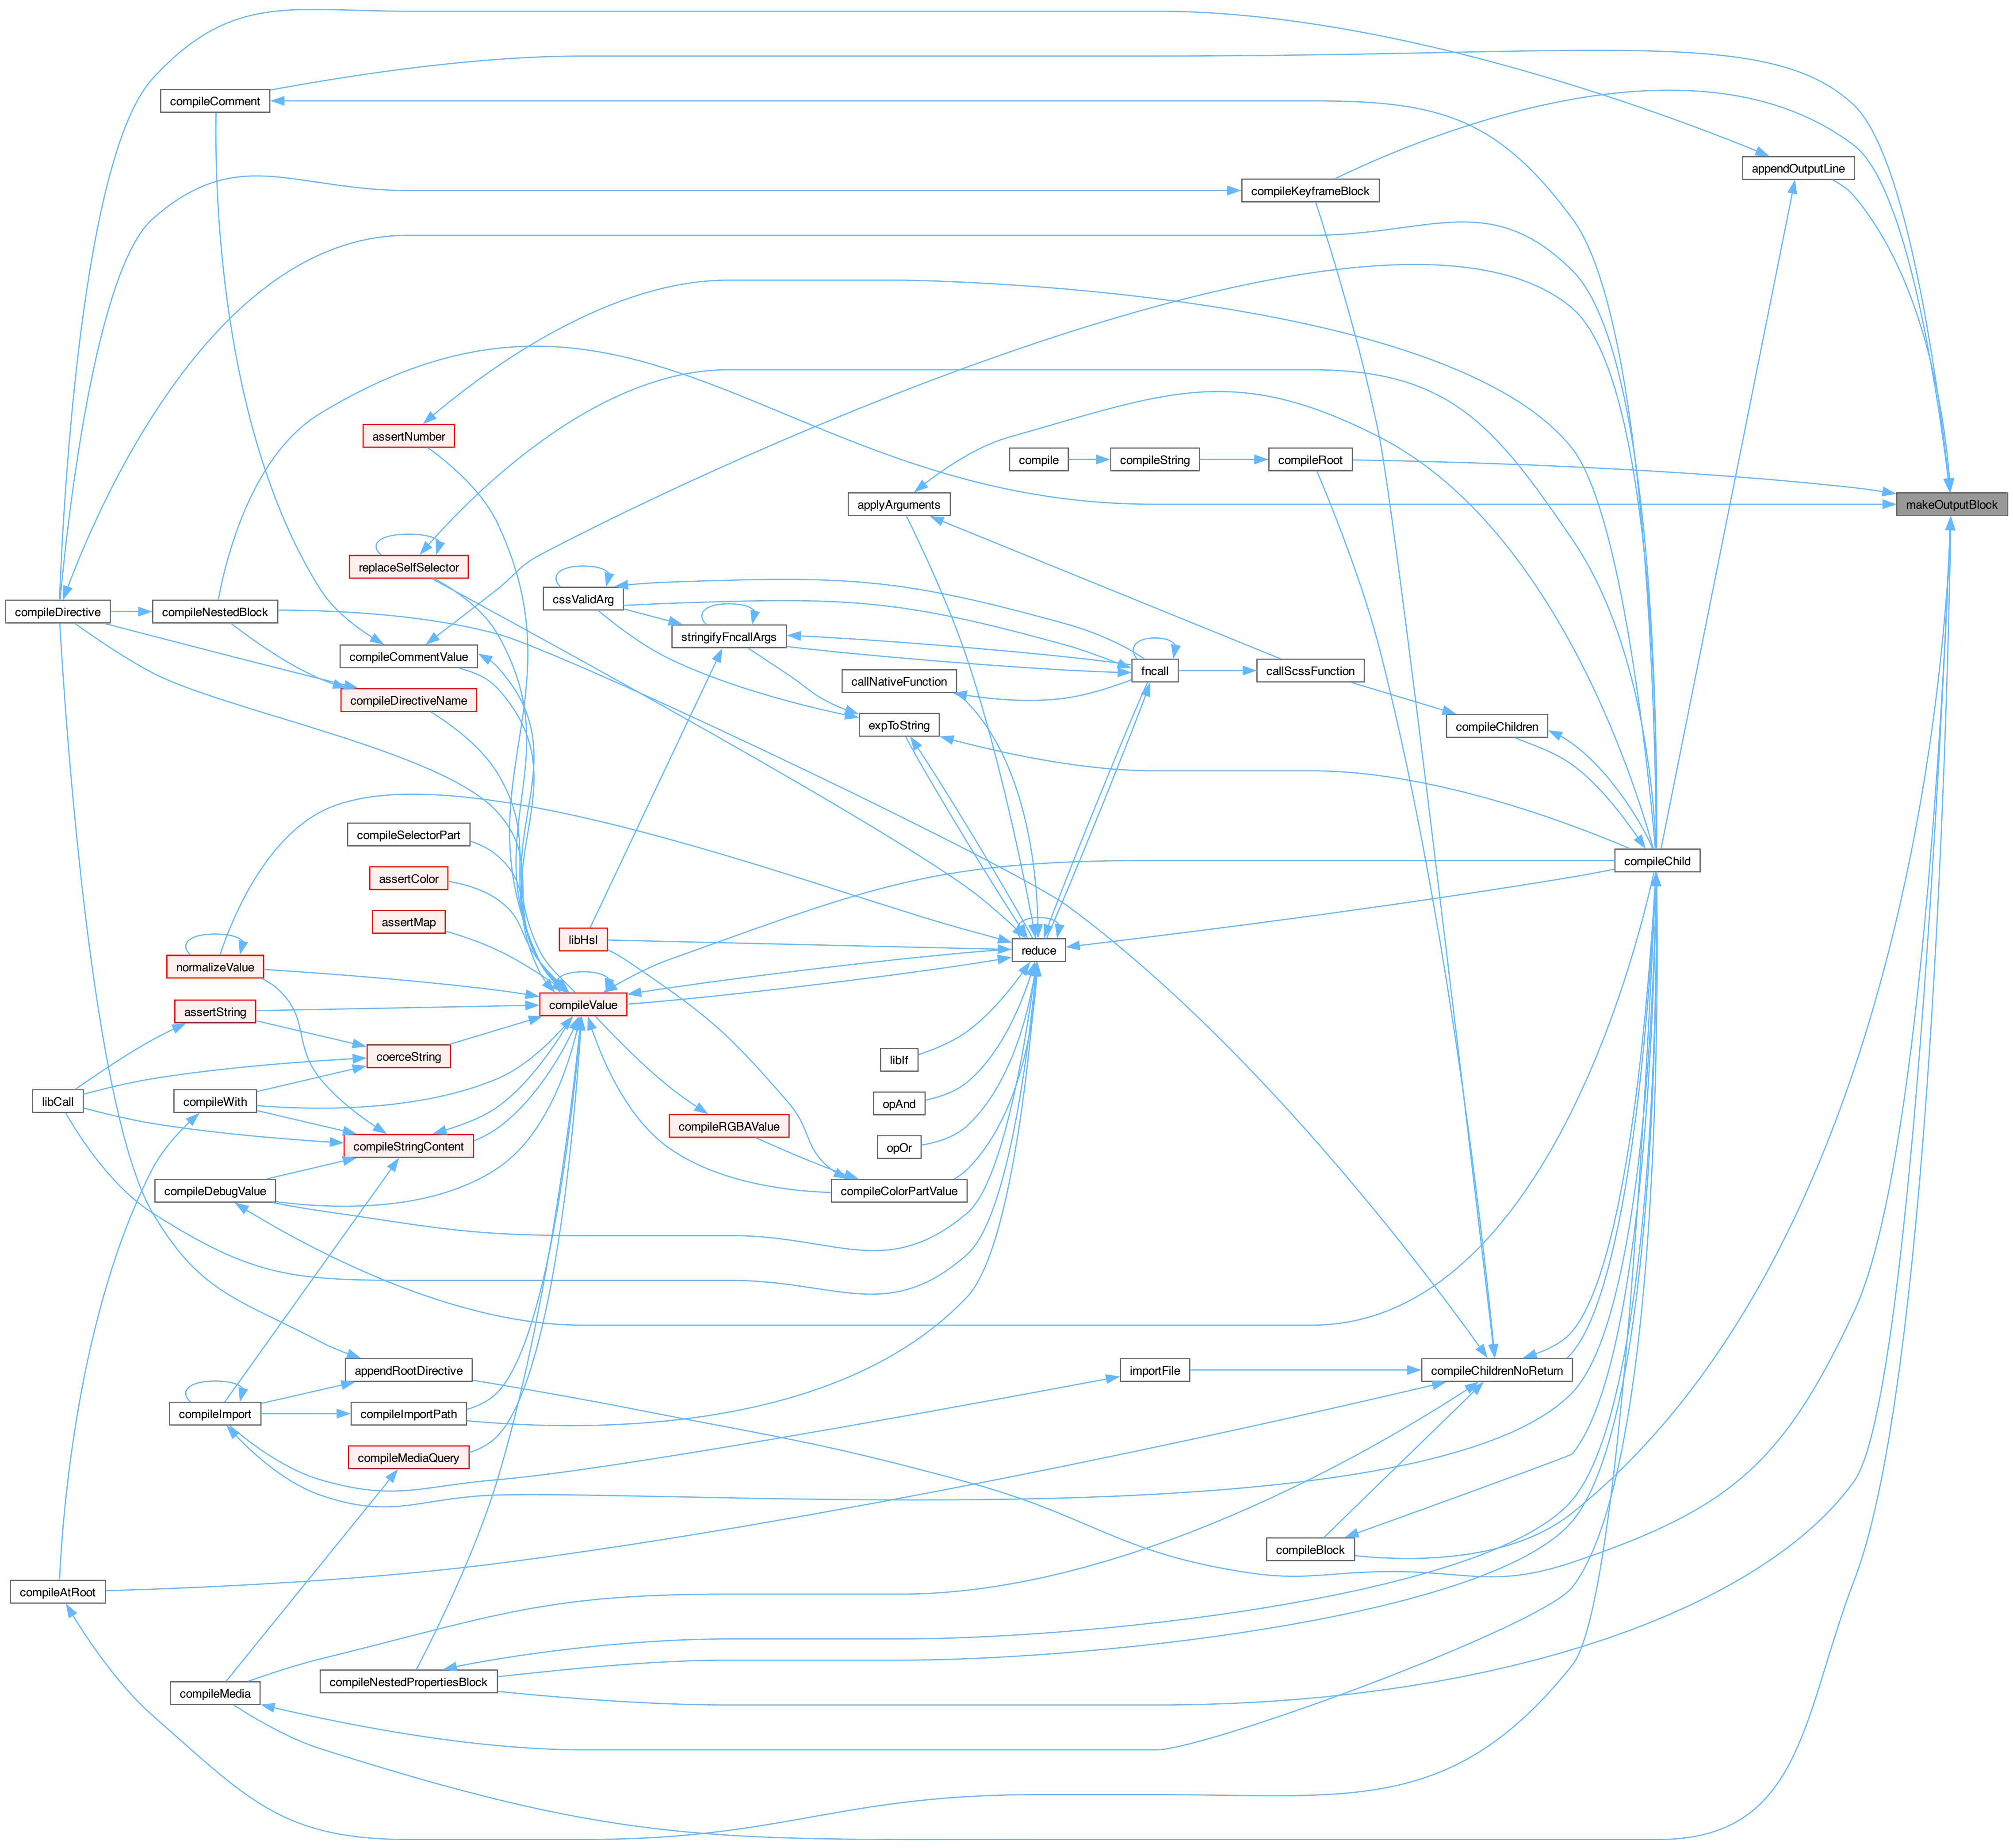 compileComment
appendOutputLine
compileKeyframeBlock
assertNumber
compile
compileString
compileRoot
applyArguments
makeOutputBlock
replaceSelfSelector
cssValidArg
compileDirective
compileNestedBlock
stringifyFncallArgs
compileCommentValue
fncall
callScssFunction
callNativeFunction
compileDirectiveName
expToString
compileChildren
compileSelectorPart
compileChild
assertColor
assertMap
libHsl
reduce
normalizeValue
compileValue
assertString
coerceString
libIf
libCall
compileWith
opAnd
compileRGBAValue
compileStringContent
opOr
compileDebugValue
compileColorPartValue
appendRootDirective
importFile
compileChildrenNoReturn
compileImport
compileImportPath
compileMediaQuery
compileBlock
compileAtRoot
compileNestedPropertiesBlock
compileMedia